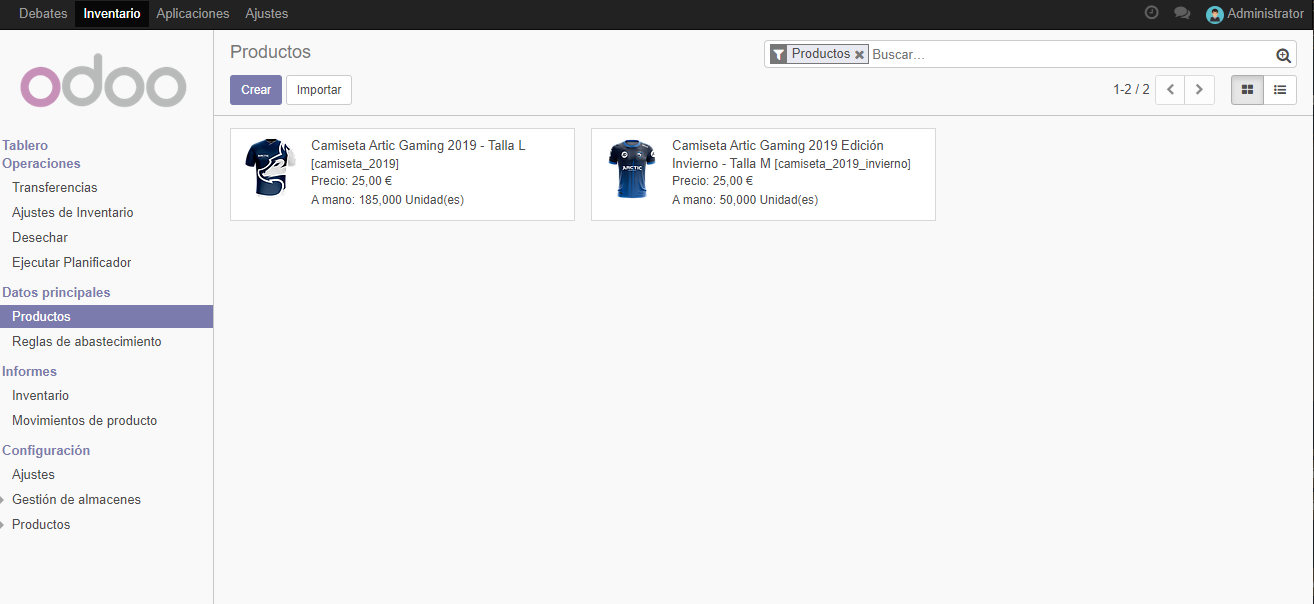 Debates Inventario Aplicaciones Ajustes Administrator
odoo
Tablero
Operaciones
Transferencias
Ajustes de Inventario
Desechar
Ejecutar Planificador
Datos principales
Productos
Reglas de abastecimiento
Informes
Inventario
Movimientos de producto
Configuración
Ajustes
Gestión de almacenes
Productos
Productos
Productos Buscar...
Crear Importar
1-2 / 2
Camiseta Artic Gaming 2019 - Talla L
[camiseta_2019]
Precio: 25,00 €
A mano: 185,000 Unidad(es)
ARCTIC
Camiseta Artic Gaming 2019 Edición
Invierno - Talla M [camiseta_2019_invierno]
Precio: 25,00 €
A mano: 50,000 Unidad(es)